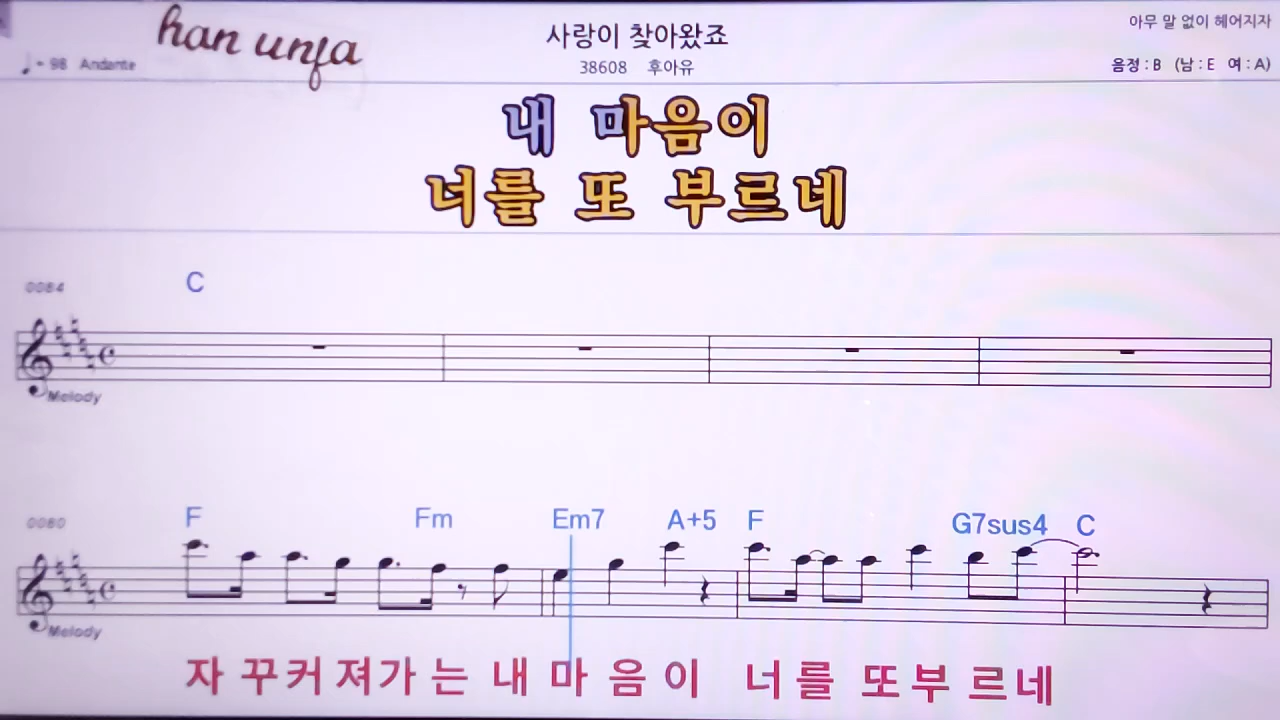 han unfa
사랑이 찾아왔죠
아무 말 없이 헤어지자
♩= 98 Andante
38608 후아유
음정 : B (남 : E 여 : A)
내 마음이
너를 또 부르네
0084
C
Melody
0080
F Fm Em7 A+5 F G7sus4 C
Melody
자 꾸커 져가 는 내 마 음 이 너 를 또부 르네